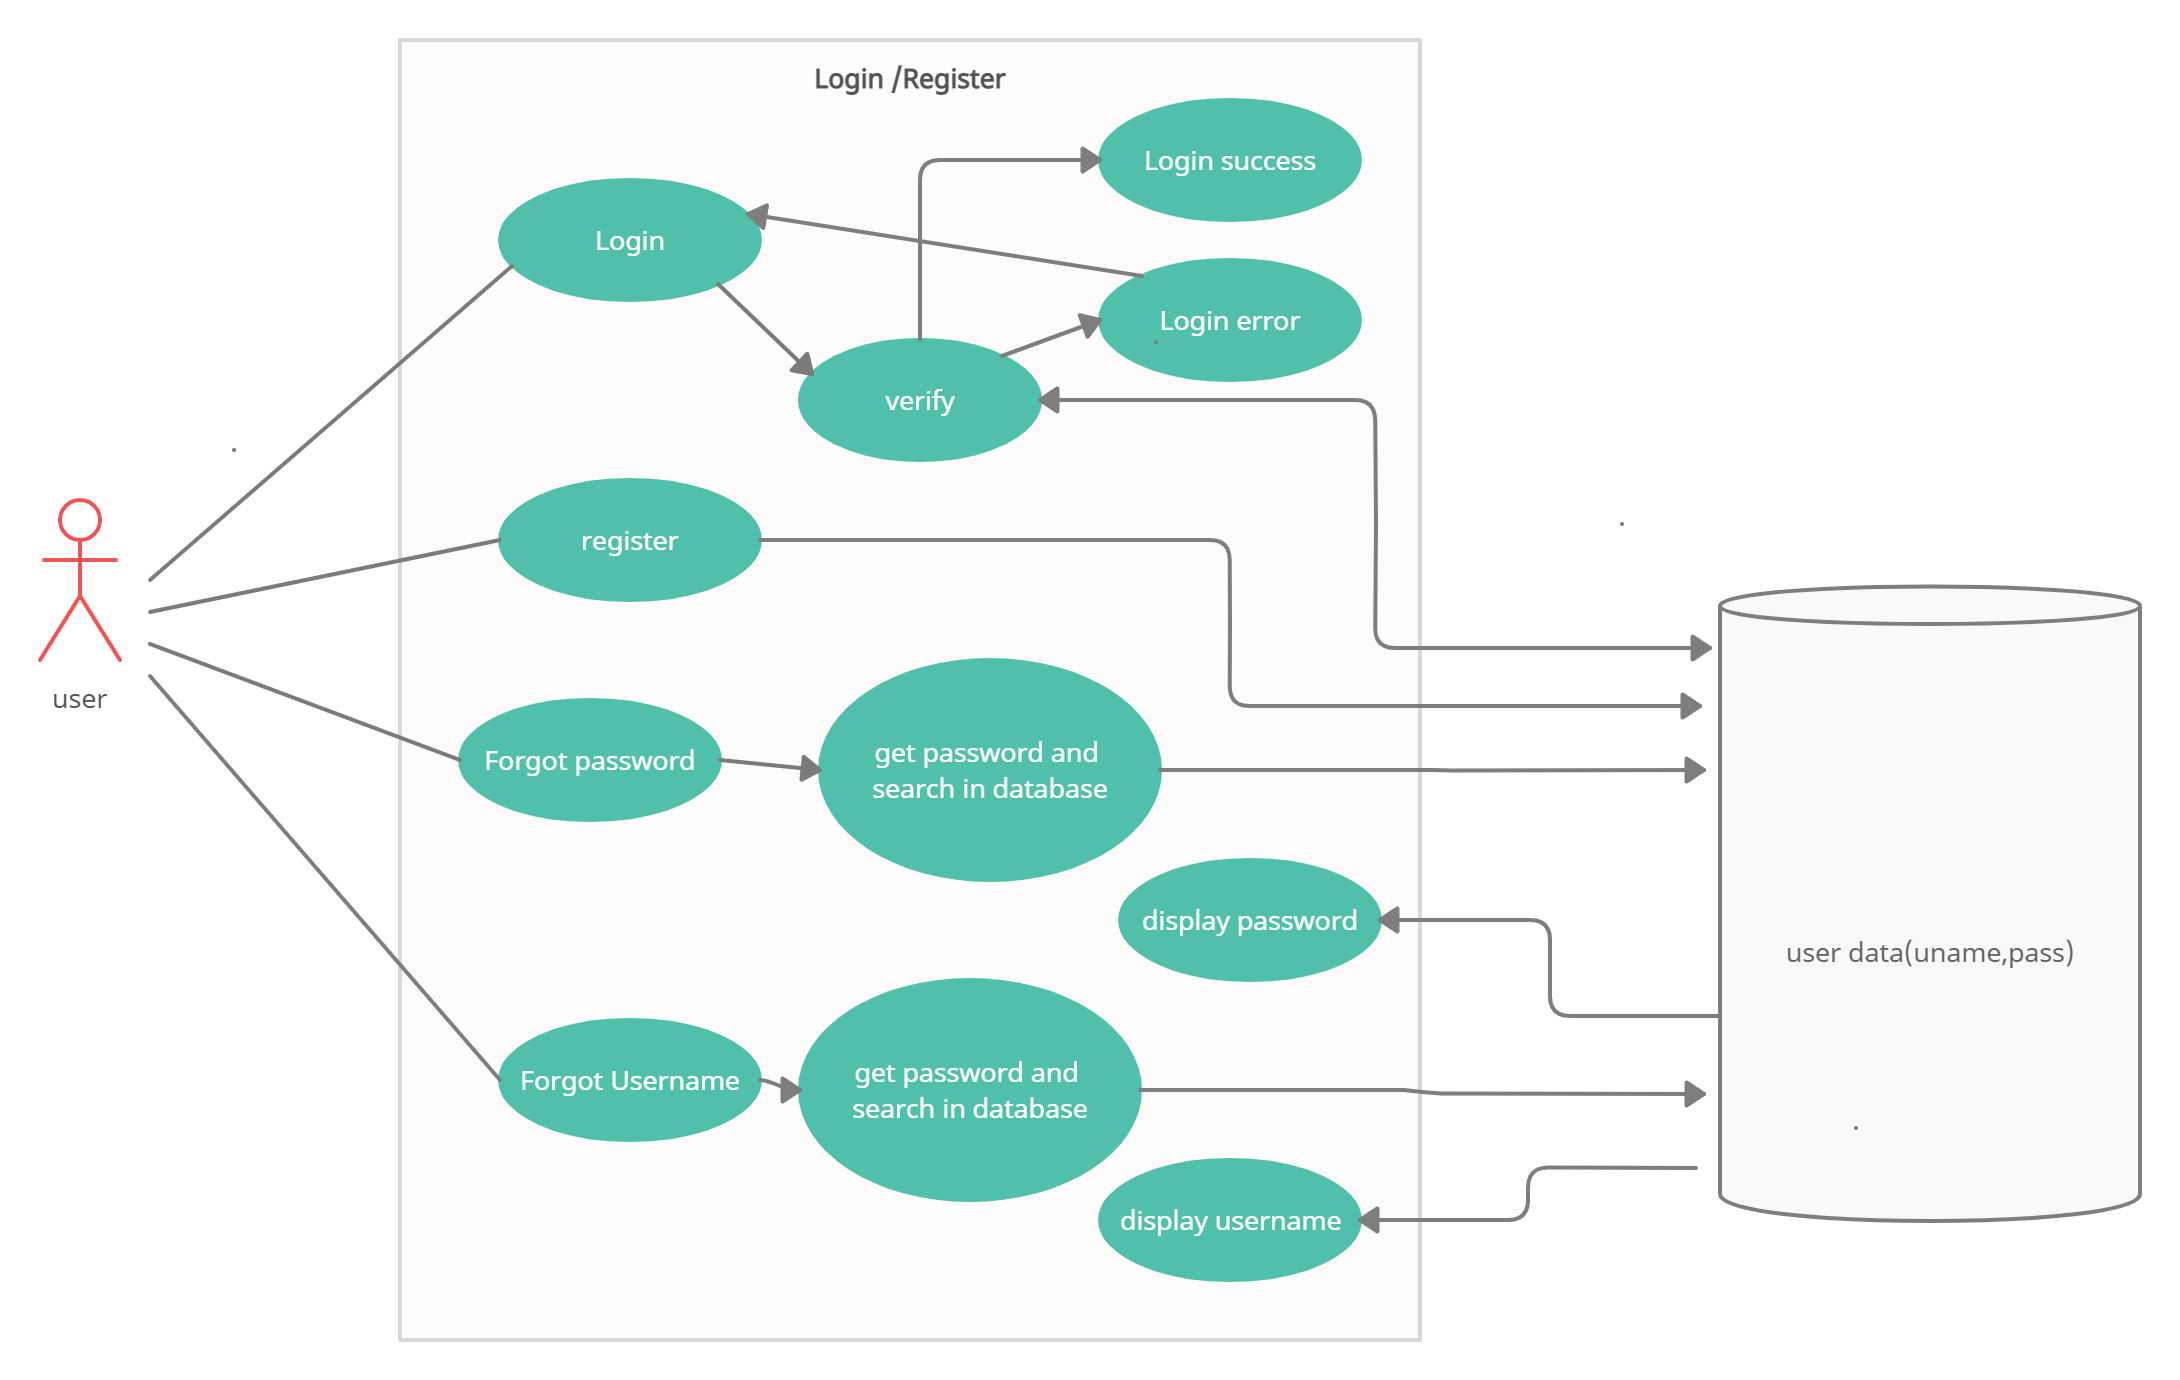 Login /Register
Login success
Login
Login error
verify
register
user
Forgot password
get password and
search in database
display password
user data(uname,pass)
Forgot Username
get password and
search in database
display username